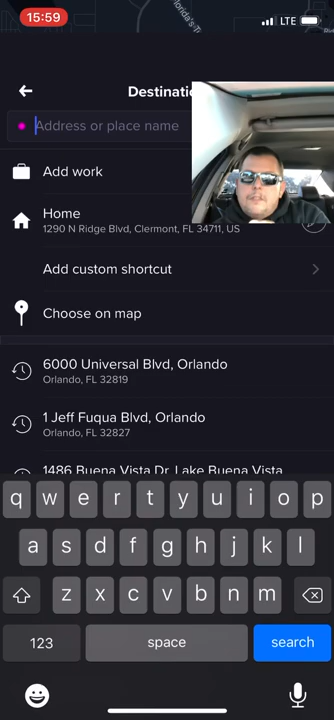 15:59
LTE
Florida's Tr
Destinatio
Address or place name
Add work
Home
1290 N Ridge Blvd, Clermont, FL 34711, US
Add custom shortcut
Choose on map
6000 Universal Blvd, Orlando
Orlando, FL 32819
1 Jeff Fuqua Blvd, Orlando
Orlando, FL 32827
1486 Buena Vista Dr, Lake Buena Vista
q w e r t y u i o p
a s d f g h j k l
z x c v b n m
123 space search